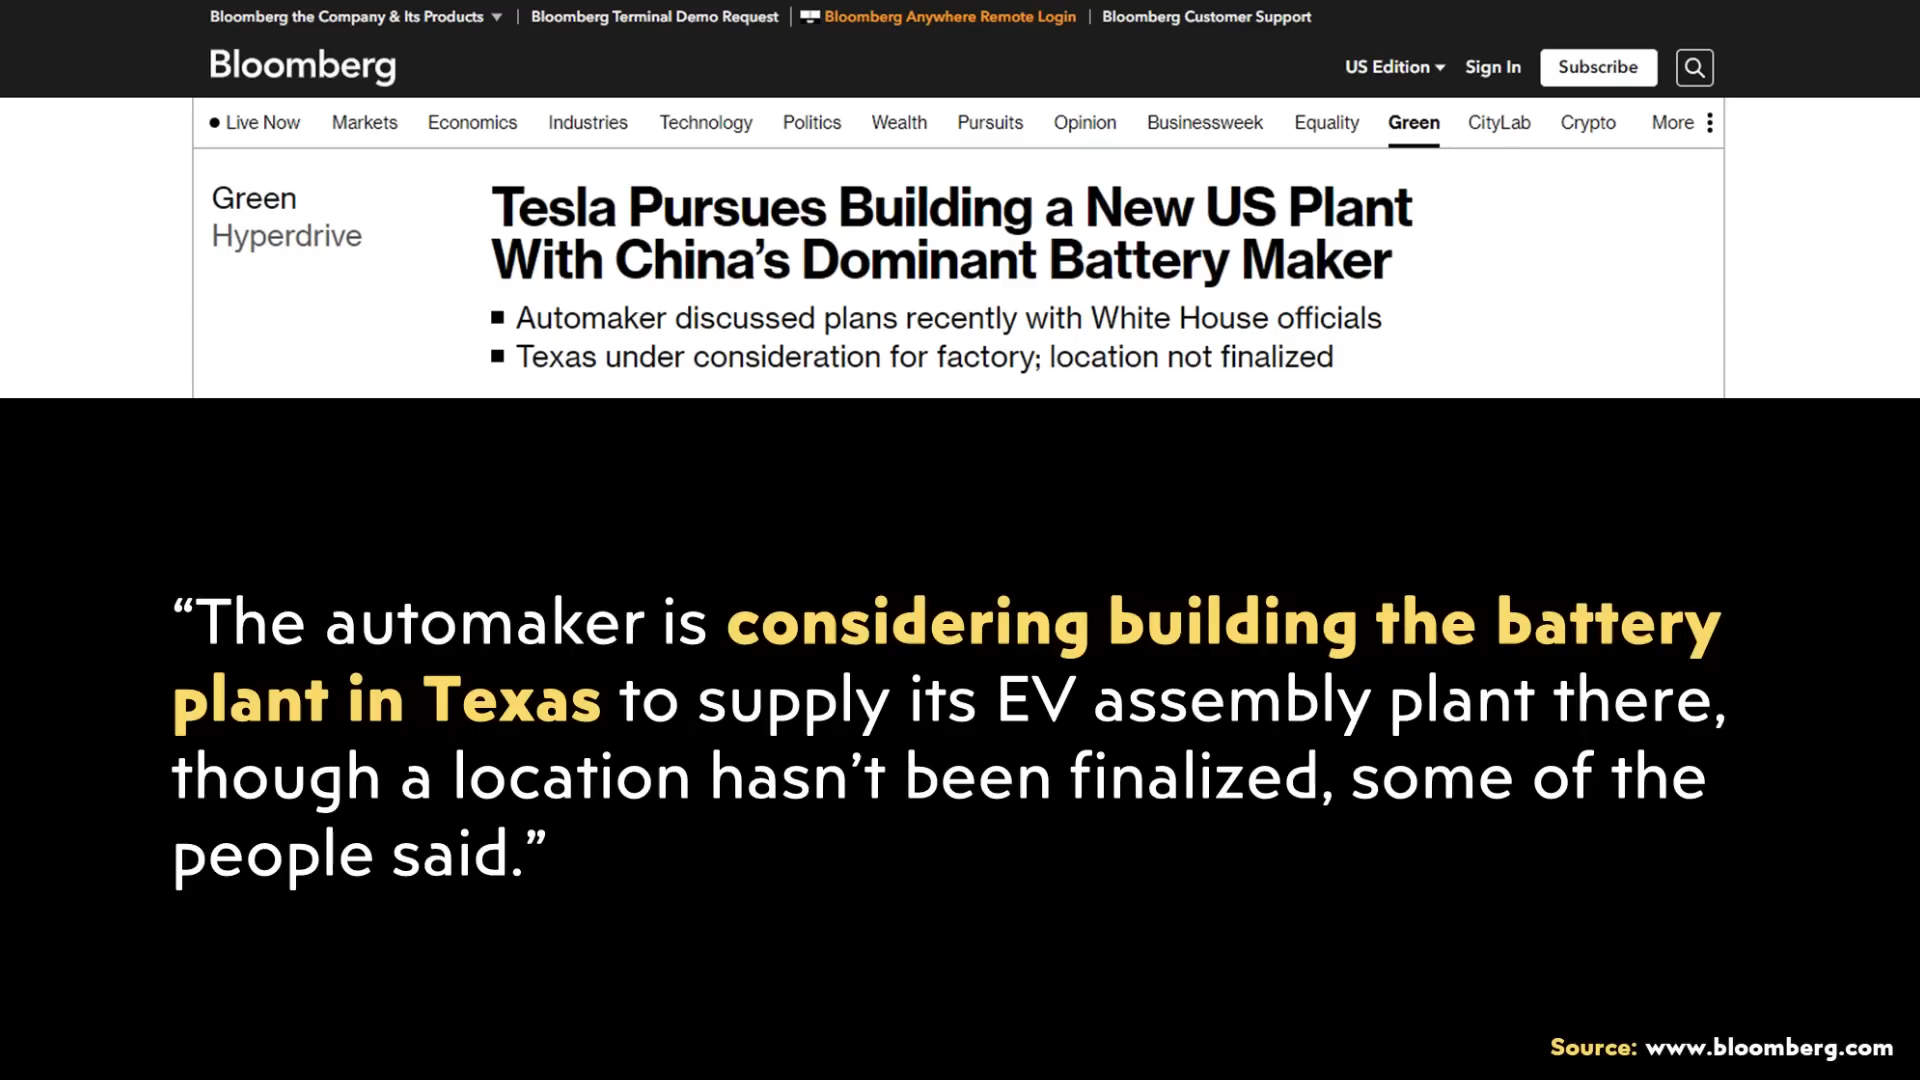 Bloomberg the Company & Its Products ▼ | Bloomberg Terminal Demo Request | Bloomberg Anywhere Remote Login | Bloomberg Customer Support
Bloomberg
US Edition ▼ Sign In Subscribe
• Live Now Markets Economics Industries Technology Politics Wealth Pursuits Opinion Businessweek Equality Green CityLab Crypto More
Green
Hyperdrive
Tesla Pursues Building a New US Plant
With China’s Dominant Battery Maker
■ Automaker discussed plans recently with White House officials
■ Texas under consideration for factory; location not finalized
“The automaker is considering building the battery
plant in Texas to supply its EV assembly plant there,
though a location hasn’t been finalized, some of the
people said.”
Source: www.bloomberg.com